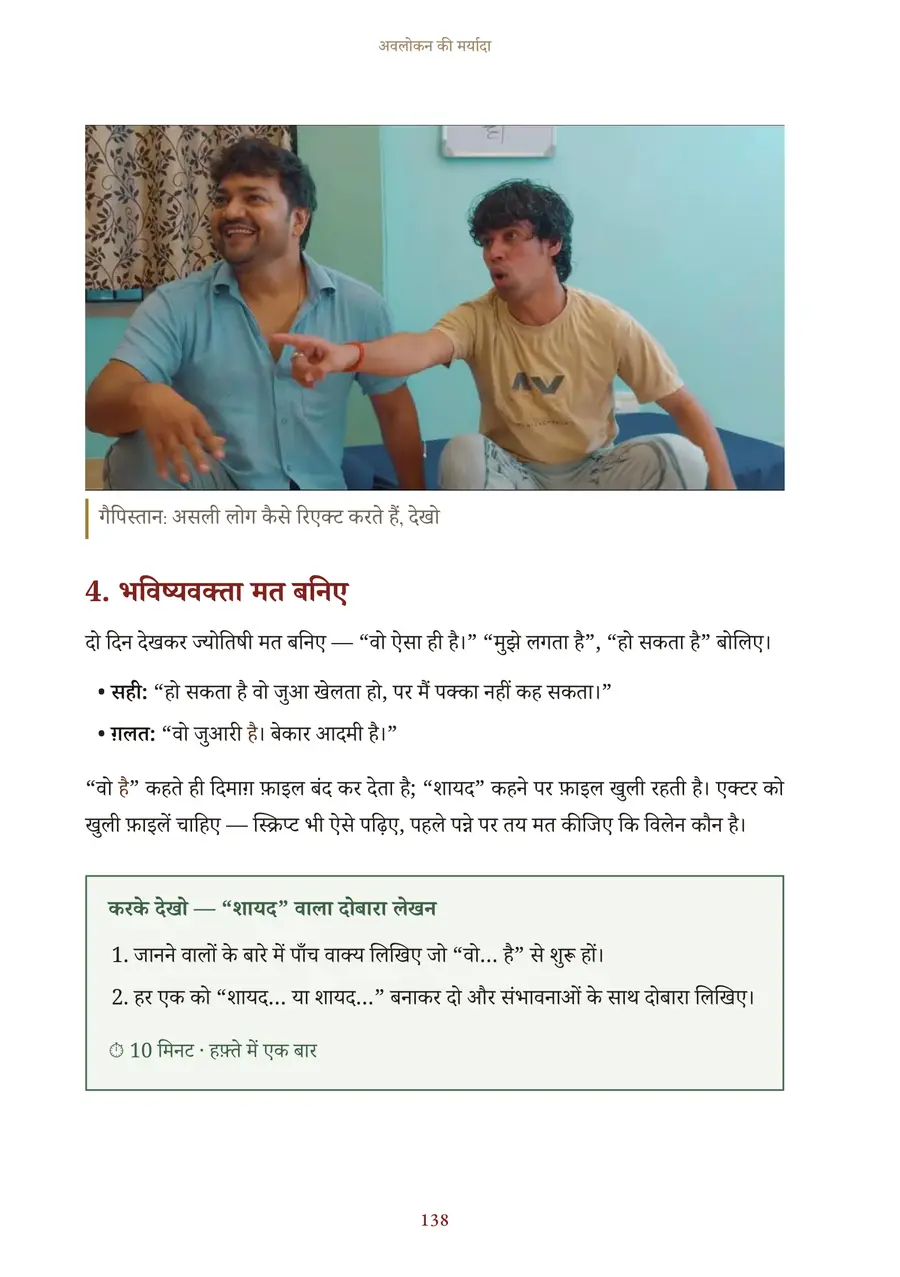 अवलोकन की मर्यादा
गैपिस्तान: असली लोग कैसे रिएक्ट करते हैं, देखो
4. भविष्यवक्ता मत बनिए
दो दिन देखकर ज्योतिषी मत बनिए — “वो ऐसा ही है।” “मुझे लगता है”, “हो सकता है” बोलिए।
• सही: “हो सकता है वो जुआ खेलता हो, पर मैं पक्का नहीं कह सकता।”
• ग़लत: “वो जुआरी है। बेकार आदमी है।”
“वो है” कहते ही दिमाग़ फ़ाइल बंद कर देता है; “शायद” कहने पर फ़ाइल खुली रहती है। एक्टर को
खुली फ़ाइलें चाहिए — स्क्रिप्ट भी ऐसे पढ़िए, पहले पन्ने पर तय मत कीजिए कि विलेन कौन है।
करके देखो — “शायद” वाला दोबारा लेखन
1. जानने वालों के बारे में पाँच वाक्य लिखिए जो “वो... है” से शुरू हों।
2. हर एक को “शायद... या शायद...” बनाकर दो और संभावनाओं के साथ दोबारा लिखिए।
⏱ 10 मिनट · हफ़्ते में एक बार
138